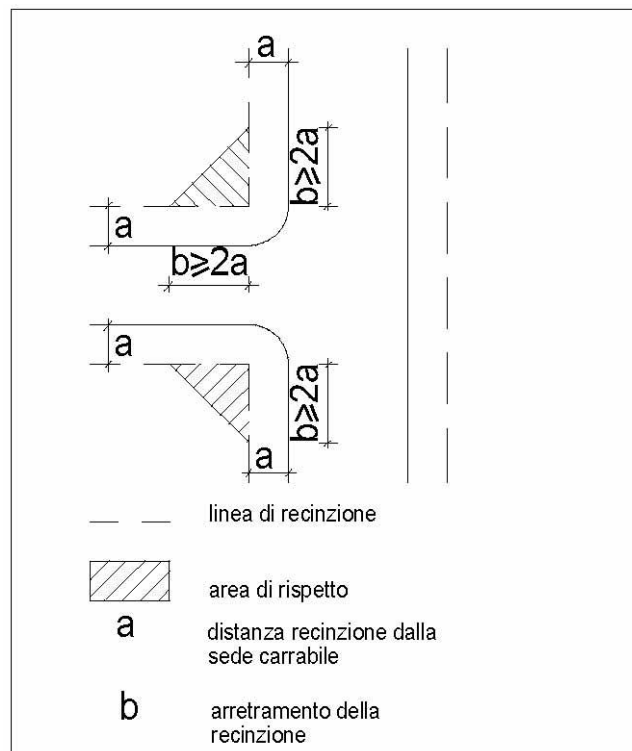 a
b⩾2a
a
b⩾2a
a
b⩾2a
a
linea di recinzione
area di rispetto
a
distanza recinzione dalla
sede carrabile
b
arretramento della
recinzione